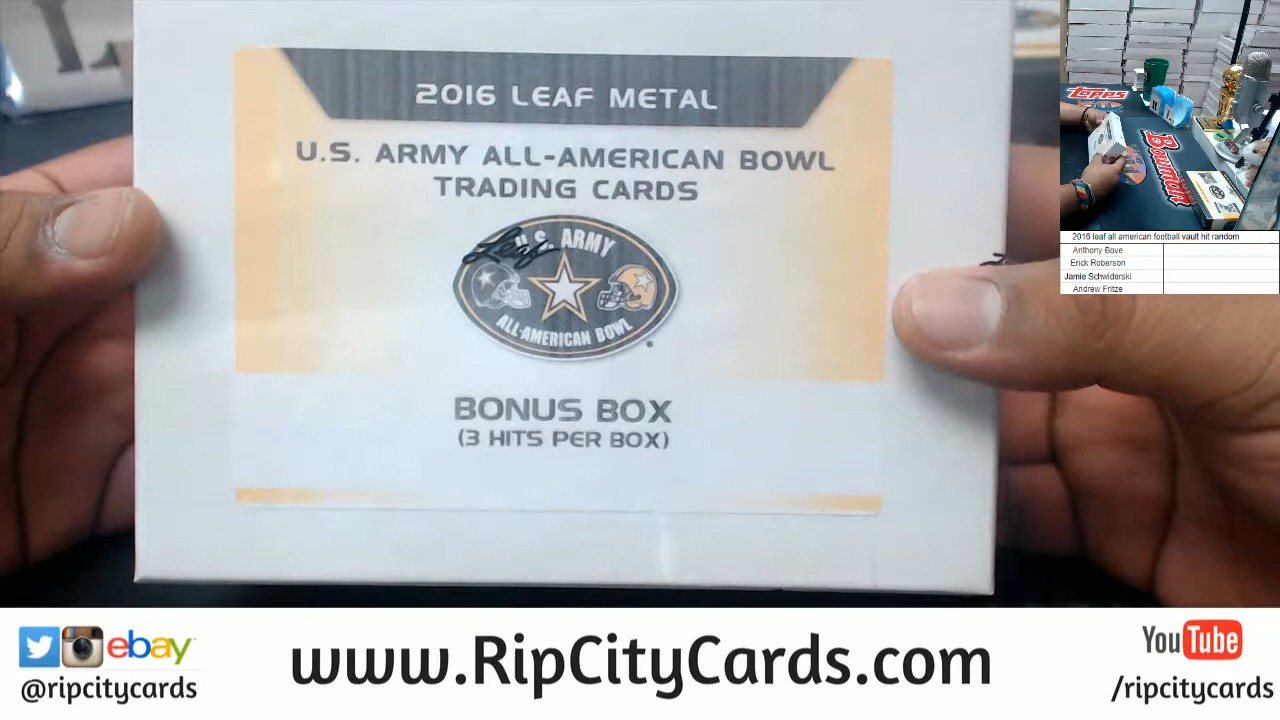 2016 LEAF METAL
U.S. ARMY ALL-AMERICAN BOWL
TRADING CARDS
Leaf
U.S. ARMY
ALL-AMERICAN BOWL
BONUS BOX
(3 HITS PER BOX)
Topps
Bowman
2016 leaf all american football vault hit random
Anthony Bove
Erick Roberson
Jamie Schwiderski
Andrew Fritze
ebay
@ripcitycards
www.RipCityCards.com
YouTube
/ripcitycards